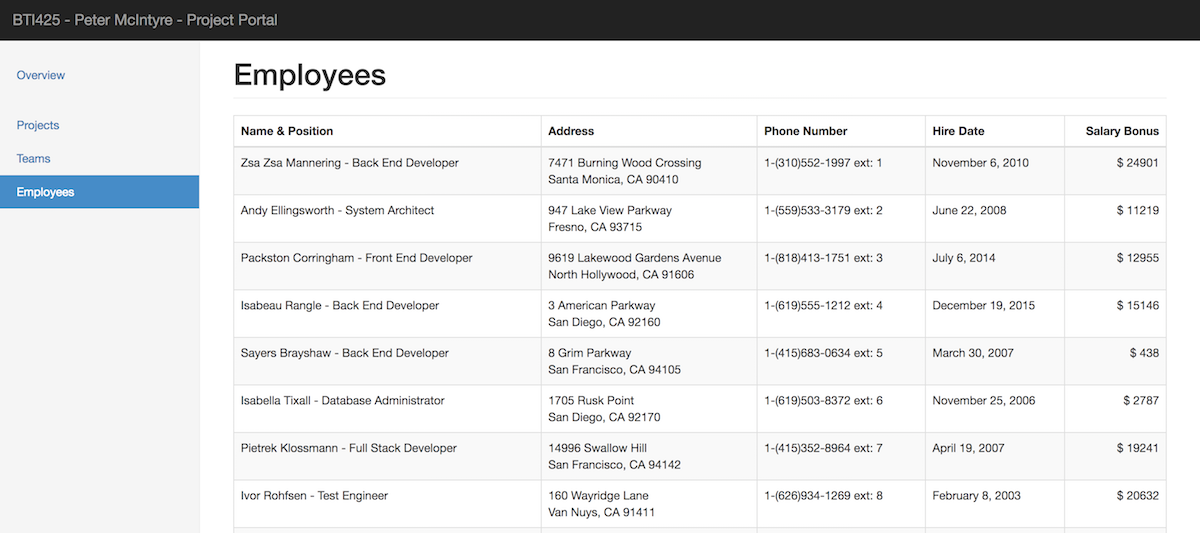 BTI425 - Peter McIntyre - Project Portal
Overview
Projects
Teams
Employees
Employees
Name & Position Address Phone Number Hire Date Salary Bonus
Zsa Zsa Mannering - Back End Developer 7471 Burning Wood Crossing 1-(310)552-1997 ext: 1 November 6, 2010 $ 24901
Santa Monica, CA 90410
Andy Ellingsworth - System Architect 947 Lake View Parkway 1-(559)533-3179 ext: 2 June 22, 2008 $ 11219
Fresno, CA 93715
Packston Corringham - Front End Developer 9619 Lakewood Gardens Avenue 1-(818)413-1751 ext: 3 July 6, 2014 $ 12955
North Hollywood, CA 91606
Isabeau Rangle - Back End Developer 3 American Parkway 1-(619)555-1212 ext: 4 December 19, 2015 $ 15146
San Diego, CA 92160
Sayers Brayshaw - Back End Developer 8 Grim Parkway 1-(415)683-0634 ext: 5 March 30, 2007 $ 438
San Francisco, CA 94105
Isabella Tixall - Database Administrator 1705 Rusk Point 1-(619)503-8372 ext: 6 November 25, 2006 $ 2787
San Diego, CA 92170
Pietrek Klossmann - Full Stack Developer 14996 Swallow Hill 1-(415)352-8964 ext: 7 April 19, 2007 $ 19241
San Francisco, CA 94142
Ivor Rohfsen - Test Engineer 160 Wayridge Lane 1-(626)934-1269 ext: 8 February 8, 2003 $ 20632
Van Nuys, CA 91411